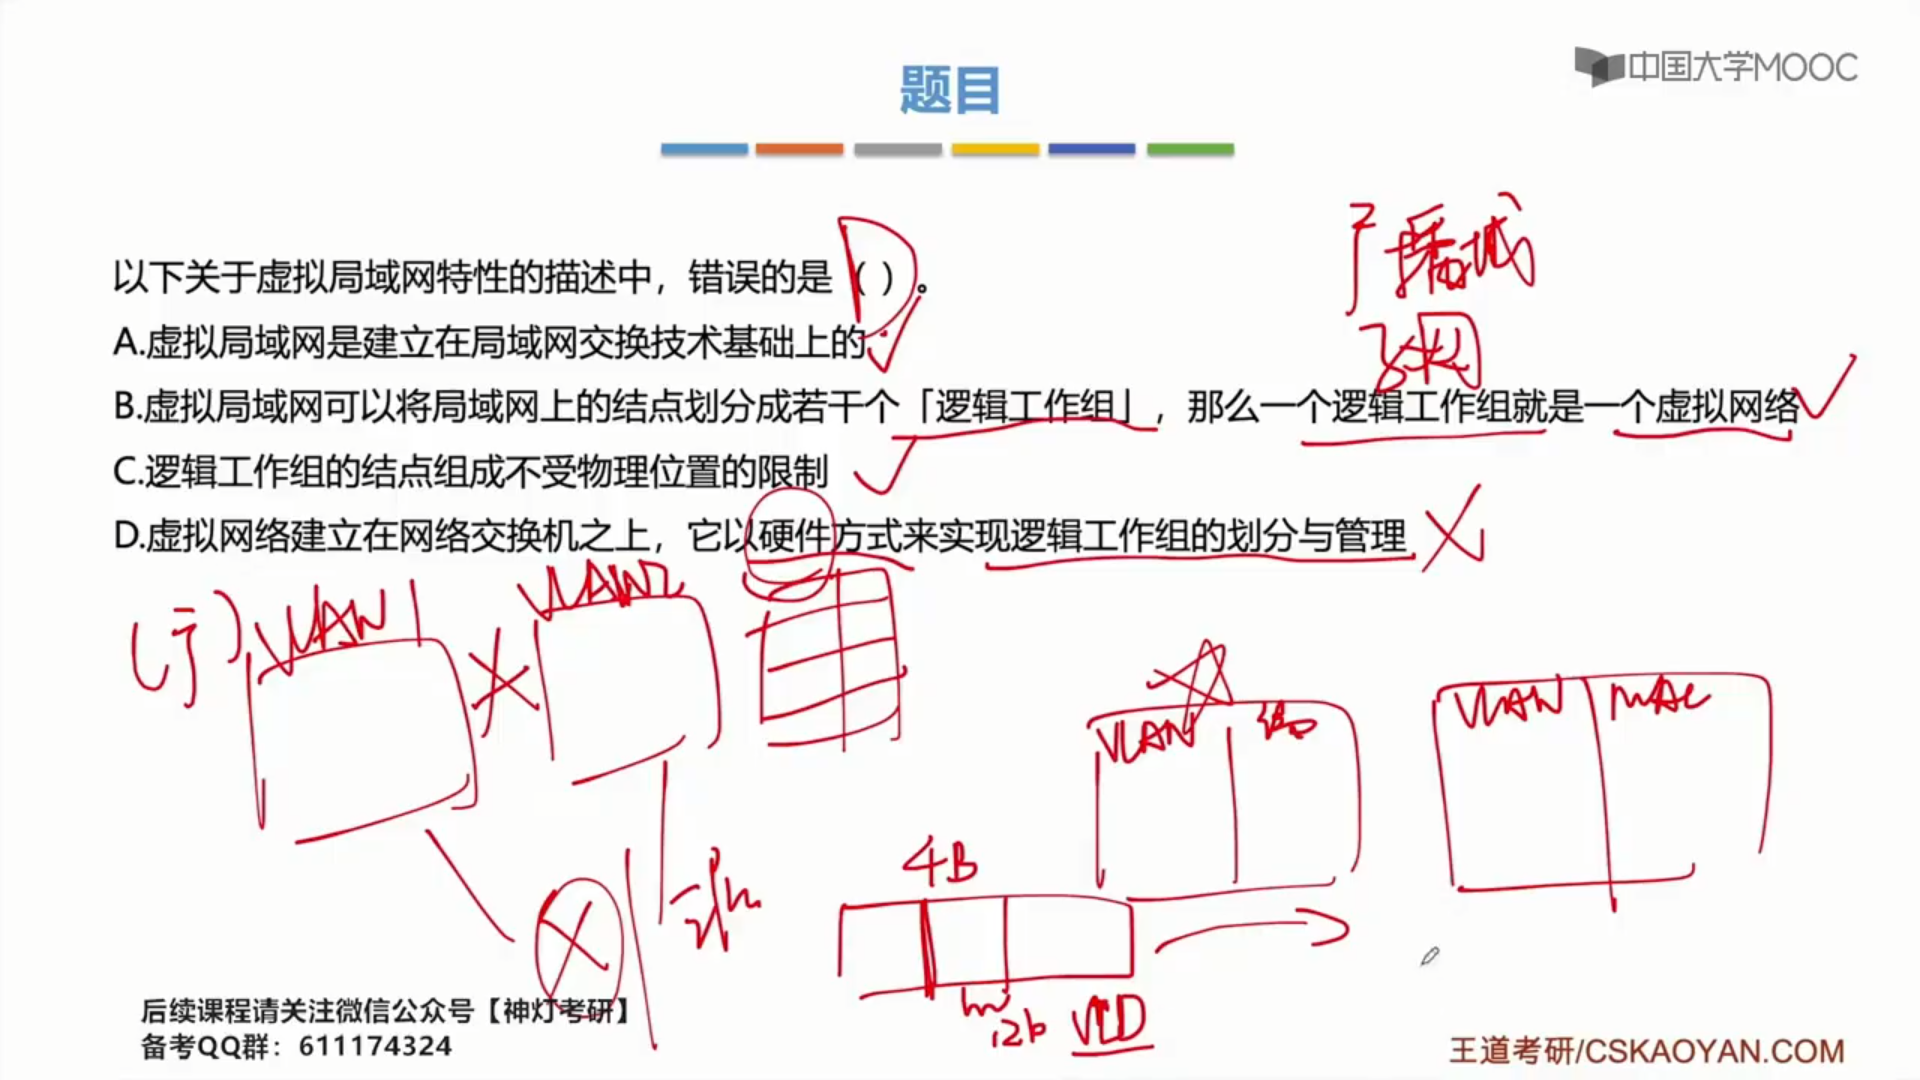 中国大学MOOC
题目
广播域
子网
以下关于虚拟局域网特性的描述中，错误的是（ ）。
D
A.虚拟局域网是建立在局域网交换技术基础上的
B.虚拟局域网可以将局域网上的结点划分成若干个「逻辑工作组」，那么一个逻辑工作组就是一个虚拟网络
C.逻辑工作组的结点组成不受物理位置的限制
D.虚拟网络建立在网络交换机之上，它以硬件方式来实现逻辑工作组的划分与管理
VLAN1
VLAN2
VLAN
VLAN
MAC
4B
12b
VID
后续课程请关注微信公众号【神灯考研】
备考QQ群：611174324
王道考研/CSKAOYAN.COM